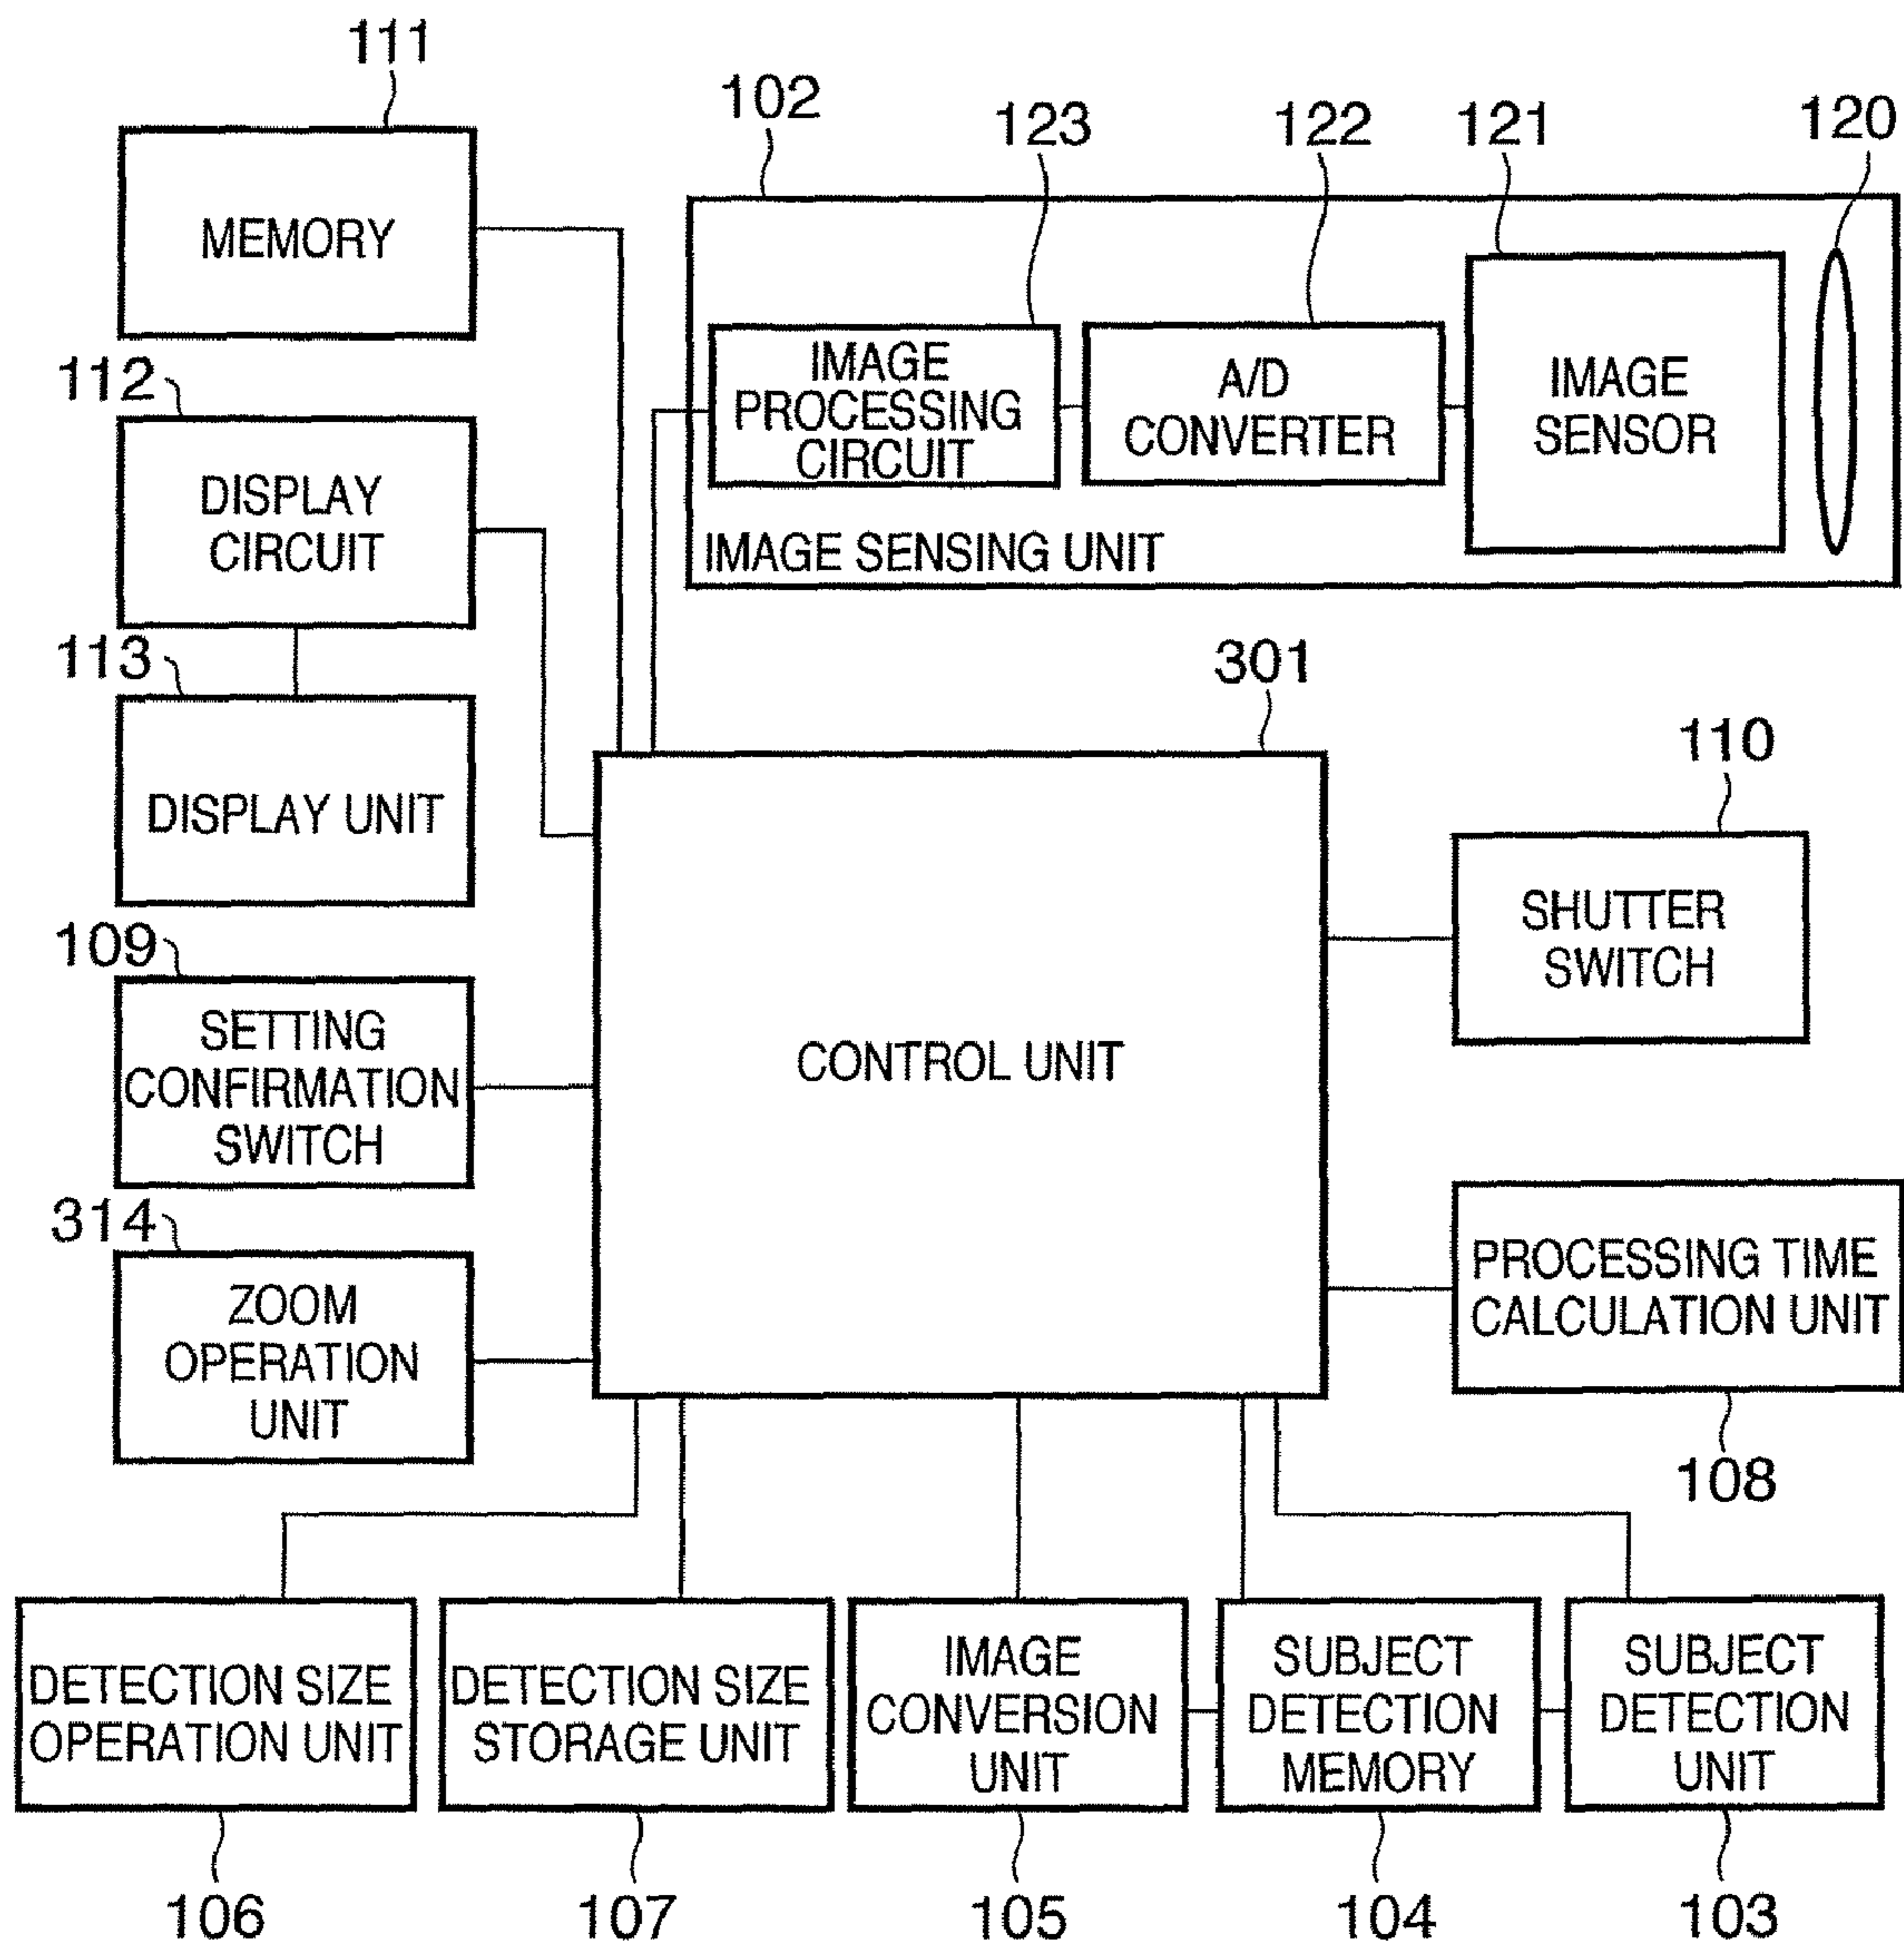 111
MEMORY
102
123
122
121
120
IMAGE
PROCESSING
CIRCUIT
A/D
CONVERTER
IMAGE
SENSOR
IMAGE SENSING UNIT
112
DISPLAY
CIRCUIT
113
DISPLAY UNIT
301
CONTROL UNIT
110
SHUTTER
SWITCH
109
SETTING
CONFIRMATION
SWITCH
314
ZOOM
OPERATION
UNIT
PROCESSING TIME
CALCULATION UNIT
108
DETECTION SIZE
OPERATION UNIT
106
DETECTION SIZE
STORAGE UNIT
107
IMAGE
CONVERSION
UNIT
105
SUBJECT
DETECTION
MEMORY
104
SUBJECT
DETECTION
UNIT
103